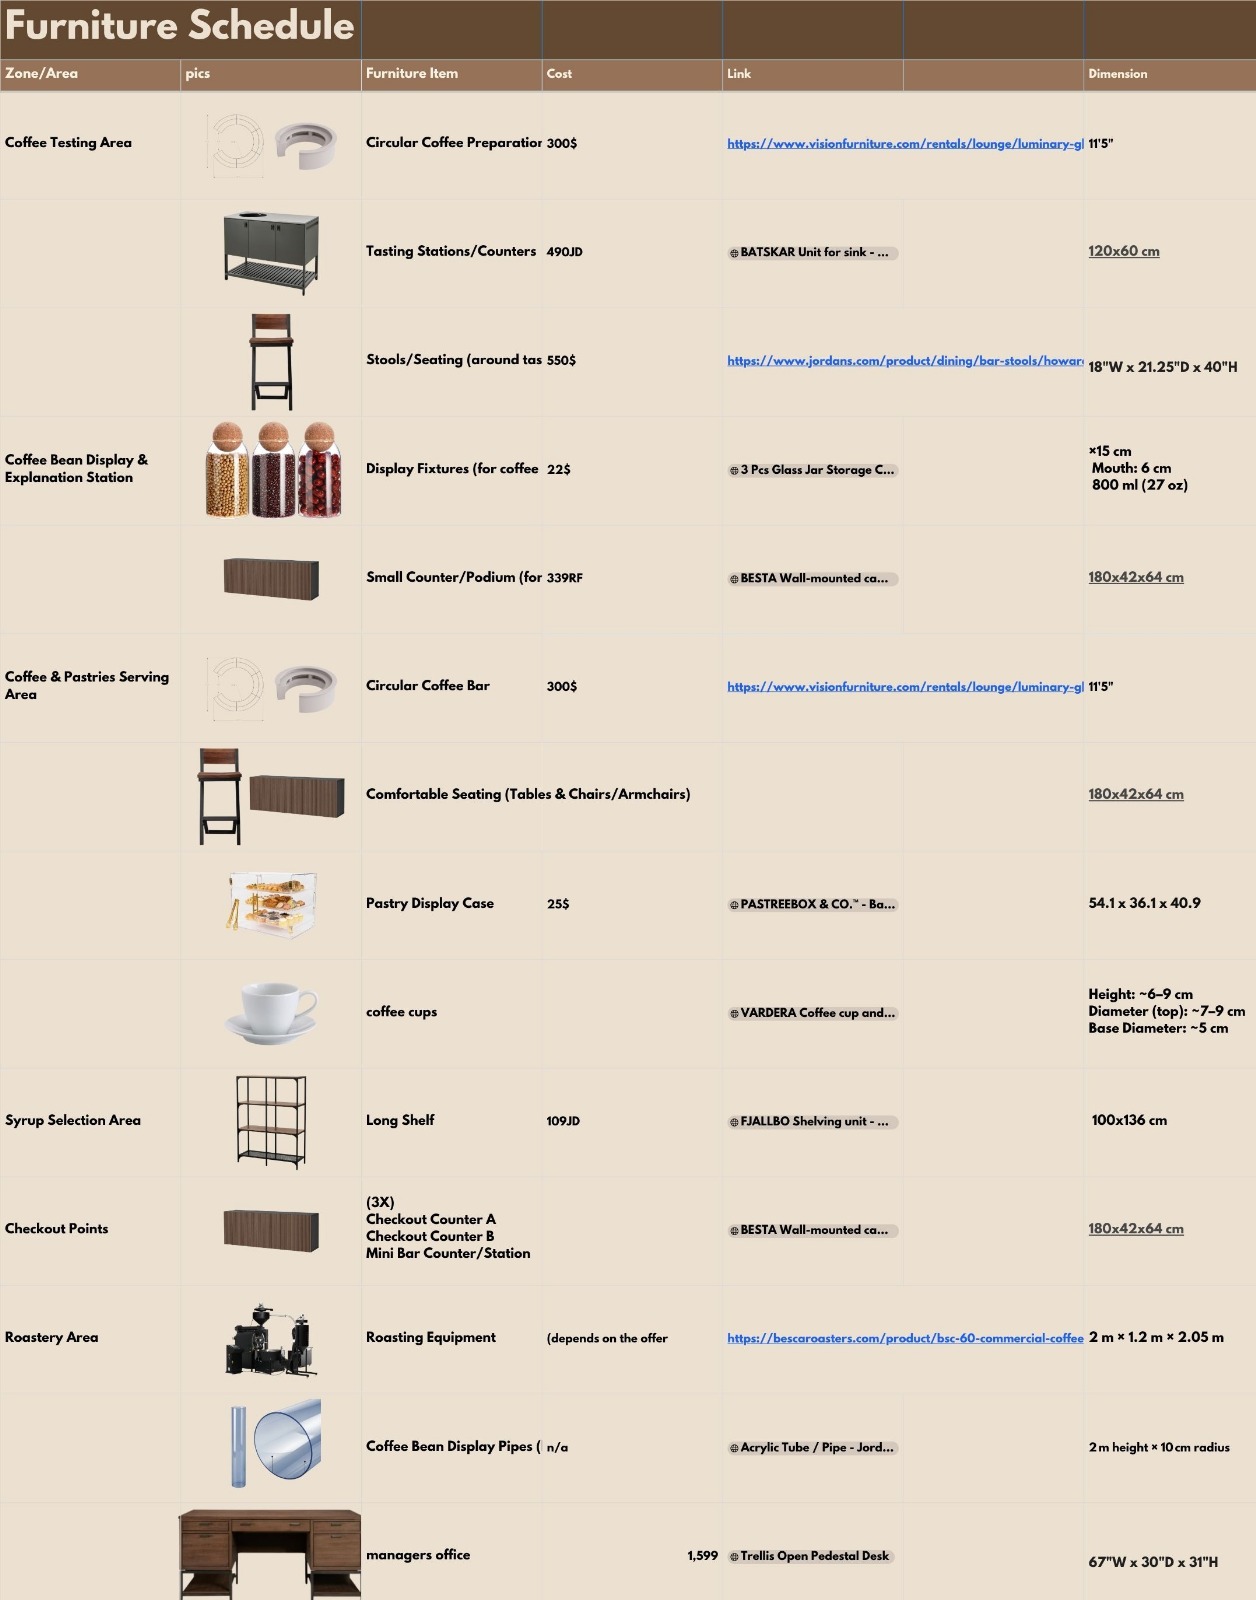 Furniture Schedule
Zone/Area pics Furniture Item Cost Link Dimension
Coffee Testing Area Circular Coffee Preparation 300$ https://www.visionfurniture.com/rentals/lounge/luminary-gl 11'5"
Tasting Stations/Counters 490JD BATSKAR Unit for sink - ... 120x60 cm
Stools/Seating (around tas 550$ https://www.jordans.com/product/dining/bar-stools/howard 18"W x 21.25"D x 40"H
Coffee Bean Display &
Explanation Station
Display Fixtures (for coffee 22$ 3 Pcs Glass Jar Storage C...
×15 cm
Mouth: 6 cm
800 ml (27 oz)
Small Counter/Podium (for 339RF BESTA Wall-mounted ca... 180x42x64 cm
Coffee & Pastries Serving
Area
Circular Coffee Bar 300$ https://www.visionfurniture.com/rentals/lounge/luminary-gl 11'5"
Comfortable Seating (Tables & Chairs/Armchairs) 180x42x64 cm
Pastry Display Case 25$ PASTREEBOX & CO.™ - Ba... 54.1 x 36.1 x 40.9
coffee cups VARDERA Coffee cup and...
Height: ~6–9 cm
Diameter (top): ~7–9 cm
Base Diameter: ~5 cm
Syrup Selection Area Long Shelf 109JD FJALLBO Shelving unit - ... 100x136 cm
Checkout Points
(3X)
Checkout Counter A
Checkout Counter B
Mini Bar Counter/Station
BESTA Wall-mounted ca... 180x42x64 cm
Roastery Area Roasting Equipment (depends on the offer https://bescaroasters.com/product/bsc-60-commercial-coffee 2 m × 1.2 m × 2.05 m
Coffee Bean Display Pipes ( n/a Acrylic Tube / Pipe - Jord... 2 m height × 10 cm radius
managers office 1,599 Trellis Open Pedestal Desk 67"W x 30"D x 31"H